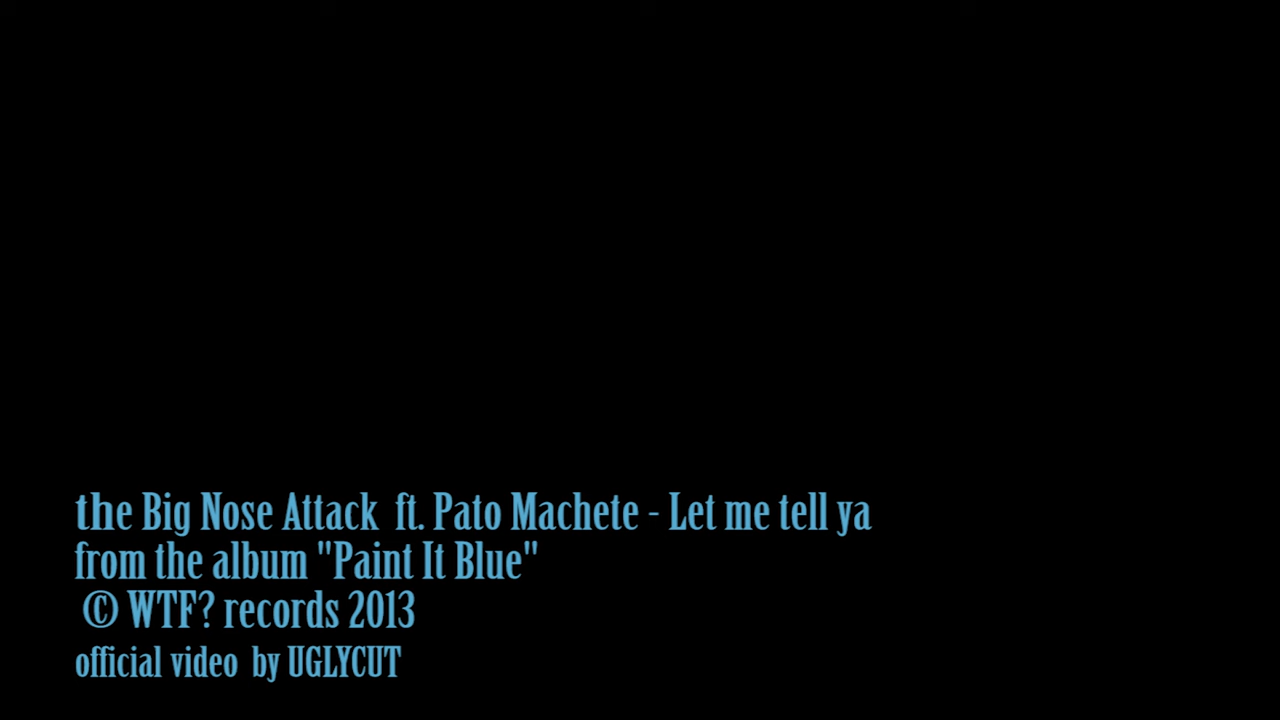 the Big Nose Attack ft. Pato Machete - Let me tell ya
from the album "Paint It Blue"
© WTF? records 2013
official video by UGLYCUT